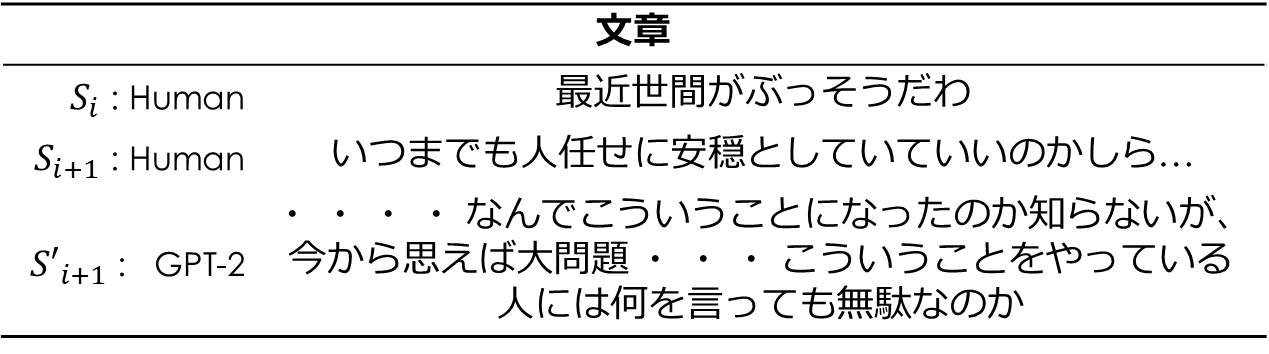 文章
S_i : Human 最近世間がぶっそうだわ
S_{i+1} : Human いつまでも人任せに安穏としていていいのかしら…
・・・・なんでこういうことになったのか知らないが、
S'_{i+1} : GPT-2 今から思えば大問題・・・こういうことをやっている
人には何を言っても無駄なのか